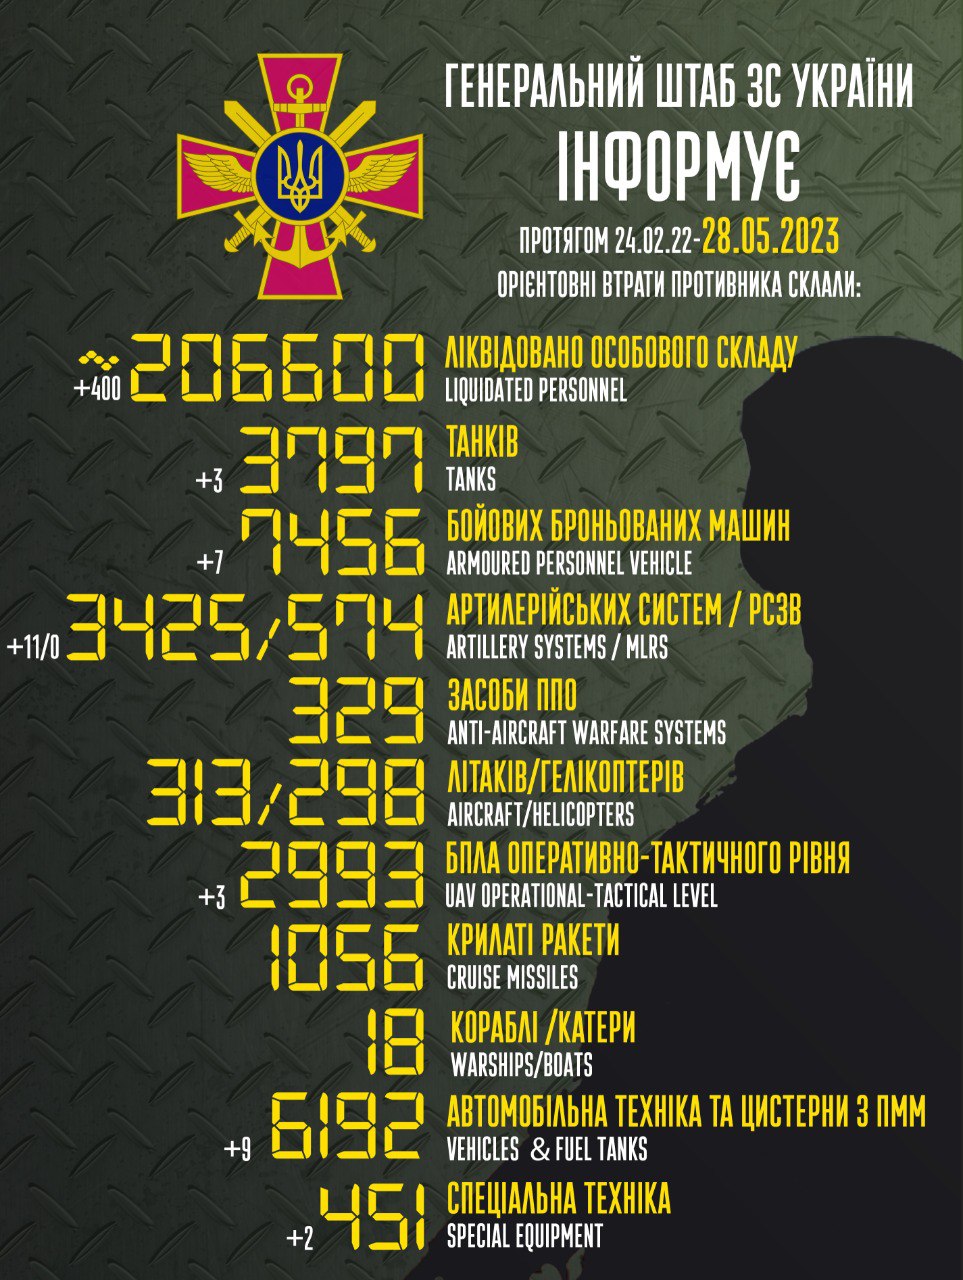 ГЕНЕРАЛЬНИЙ ШТАБ ЗС УКРАЇНИ
ІНФОРМУЄ
ПРОТЯГОМ 24.02.22-28.05.2023
ОРІЄНТОВНІ ВТРАТИ ПРОТИВНИКА СКЛАЛИ:
+400 ~206600 ЛІКВІДОВАНО ОСОБОВОГО СКЛАДУ
LIQUIDATED PERSONNEL
+3 3797 ТАНКІВ
TANKS
+7 7456 БОЙОВИХ БРОНЬОВАНИХ МАШИН
ARMOURED PERSONNEL VEHICLE
+11/0 3425/574 АРТИЛЕРІЙСЬКИХ СИСТЕМ / РСЗВ
ARTILLERY SYSTEMS / MLRS
329 ЗАСОБИ ППО
ANTI-AIRCRAFT WARFARE SYSTEMS
313/298 ЛІТАКІВ/ГЕЛІКОПТЕРІВ
AIRCRAFT/HELICOPTERS
+3 2993 БПЛА ОПЕРАТИВНО-ТАКТИЧНОГО РІВНЯ
UAV OPERATIONAL-TACTICAL LEVEL
1056 КРИЛАТІ РАКЕТИ
CRUISE MISSILES
18 КОРАБЛІ /КАТЕРИ
WARSHIPS/BOATS
+9 6192 АВТОМОБІЛЬНА ТЕХНІКА ТА ЦИСТЕРНИ З ПММ
VEHICLES & FUEL TANKS
+2 451 СПЕЦІАЛЬНА ТЕХНІКА
SPECIAL EQUIPMENT